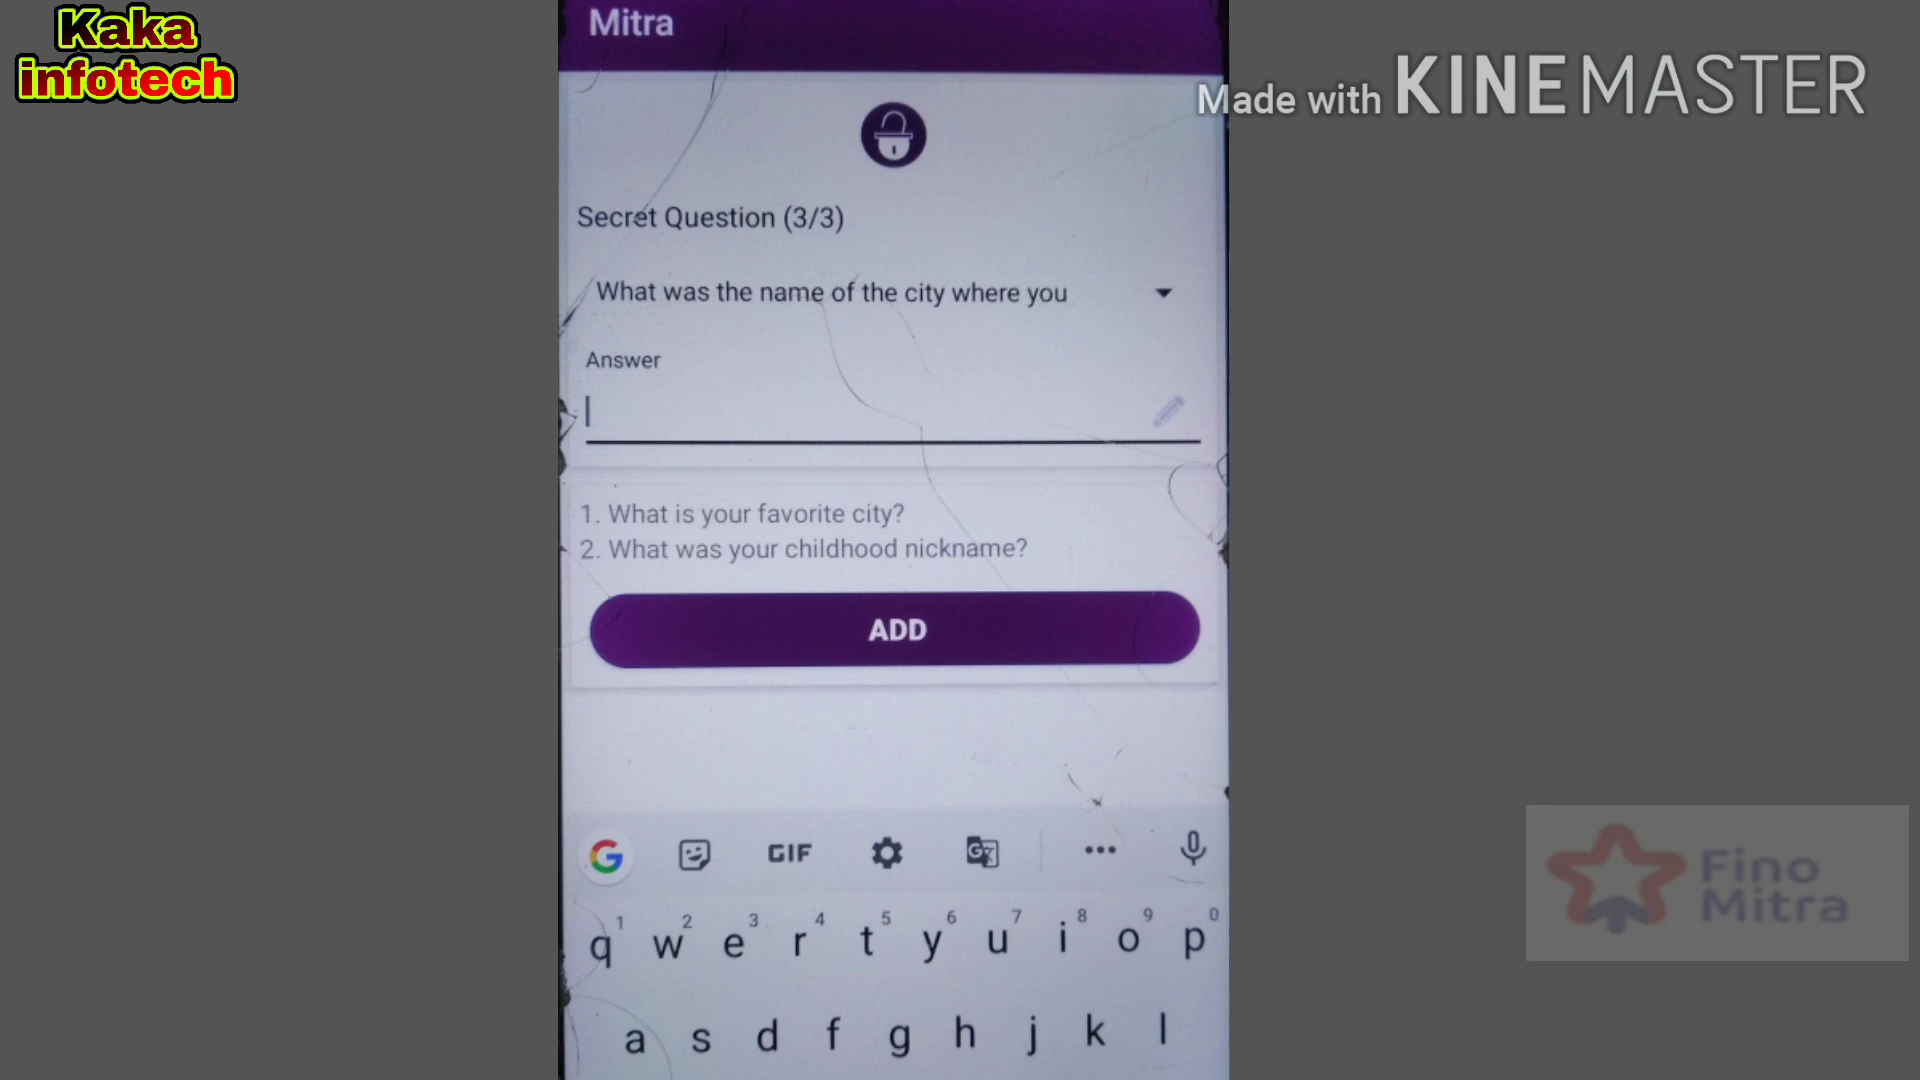 Kaka
infotech
Mitra
Made with KINEMASTER
Secret Question (3/3)
What was the name of the city where you
Answer
1. What is your favorite city?
2. What was your childhood nickname?
ADD
G GIF G
1 2 3 4 5 6 7 8 9 0
q w e r t y u i o p
a s d f g h j k l
Fino
Mitra